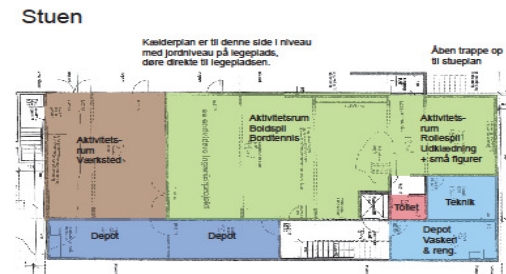 Stuen
Kælderplan er til denne side i niveau
med jordniveau på legeplads,
døre direkte til legepladsen.
Åben trappe op
til stueplan
Aktivitets-
rum
Værksted
Aktivitetsrum
Boldspil
Bordtennis
Aktivitets-
rum
Rollespil
Udklædning
+ små figurer
Toilet
Teknik
Depot
Depot
Depot
Vaskeri
& reng.